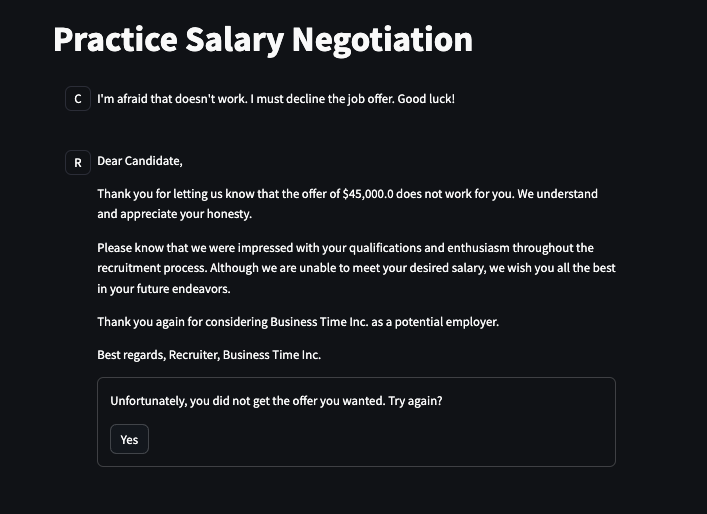 Practice Salary Negotiation
C I'm afraid that doesn't work. I must decline the job offer. Good luck!
R Dear Candidate,
Thank you for letting us know that the offer of $45,000.0 does not work for you. We understand
and appreciate your honesty.
Please know that we were impressed with your qualifications and enthusiasm throughout the
recruitment process. Although we are unable to meet your desired salary, we wish you all the best
in your future endeavors.
Thank you again for considering Business Time Inc. as a potential employer.
Best regards, Recruiter, Business Time Inc.
Unfortunately, you did not get the offer you wanted. Try again?
Yes